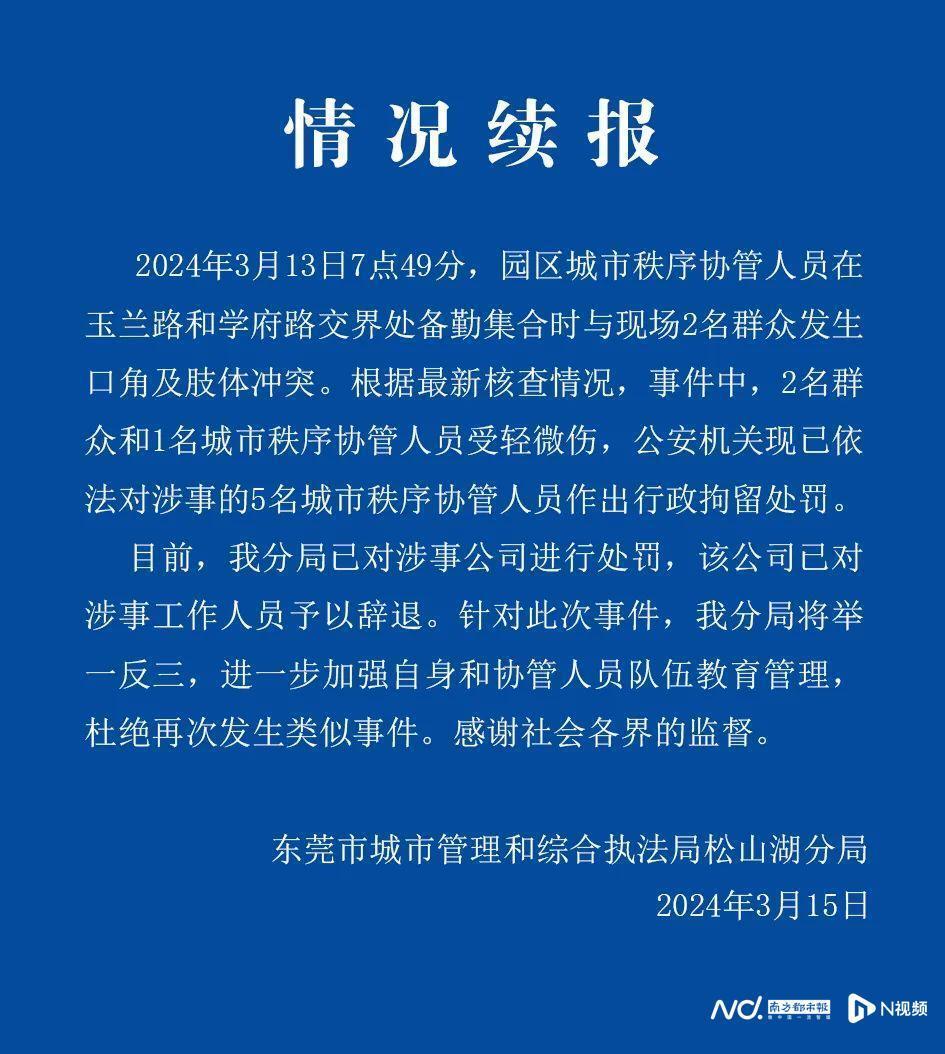 情况续报
2024年3月13日7点49分，园区城市秩序协管人员在
玉兰路和学府路交界处备勤集合时与现场2名群众发生
口角及肢体冲突。根据最新核查情况，事件中，2名群
众和1名城市秩序协管人员受轻微伤，公安机关现已依
法对涉事的5名城市秩序协管人员作出行政拘留处罚。
目前，我分局已对涉事公司进行处罚，该公司已对
涉事工作人员予以辞退。针对此次事件，我分局将举
一反三，进一步加强自身和协管人员队伍教育管理，
杜绝再次发生类似事件。感谢社会各界的监督。
东莞市城市管理和综合执法局松山湖分局
2024年3月15日
南方都市报
N视频